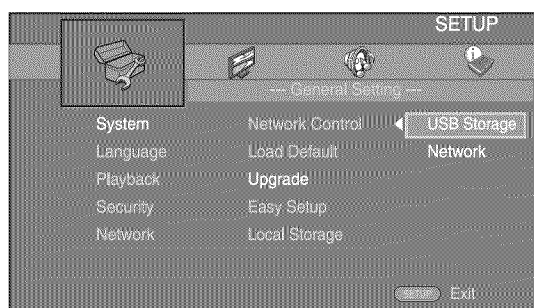 SETUP
--- General Setting ---
System
Language
Playback
Security
Network
Network Control
Load Default
Upgrade
Easy Setup
Local Storage
USB Storage
Network
SETUP Exit